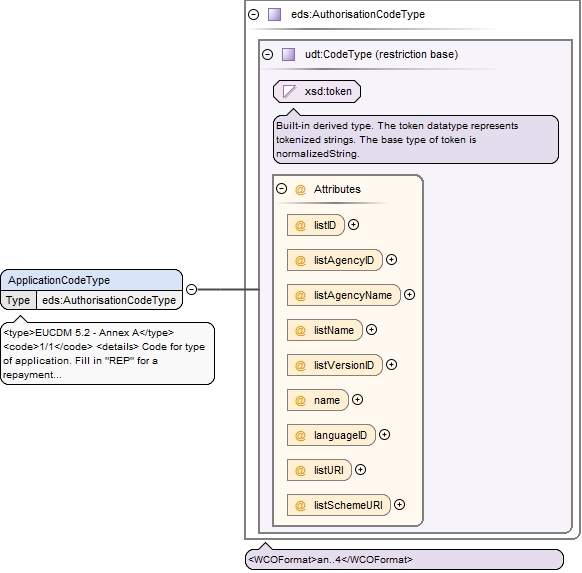 eds:AuthorisationCodeType
udt:CodeType (restriction base)
xsd:token
Built-in derived type. The token datatype represents
tokenized strings. The base type of token is
normalizedString.
@ Attributes
@ listID
@ listAgencyID
@ listAgencyName
@ listName
@ listVersionID
@ name
@ languageID
@ listURI
@ listSchemeURI
ApplicationCodeType
Type eds:AuthorisationCodeType
<type>EUCDM 5.2 - Annex A</type>
<code>1/1</code> <details> Code for type
of application. Fill in "REP" for a
repayment...
<WCOFormat>an..4</WCOFormat>